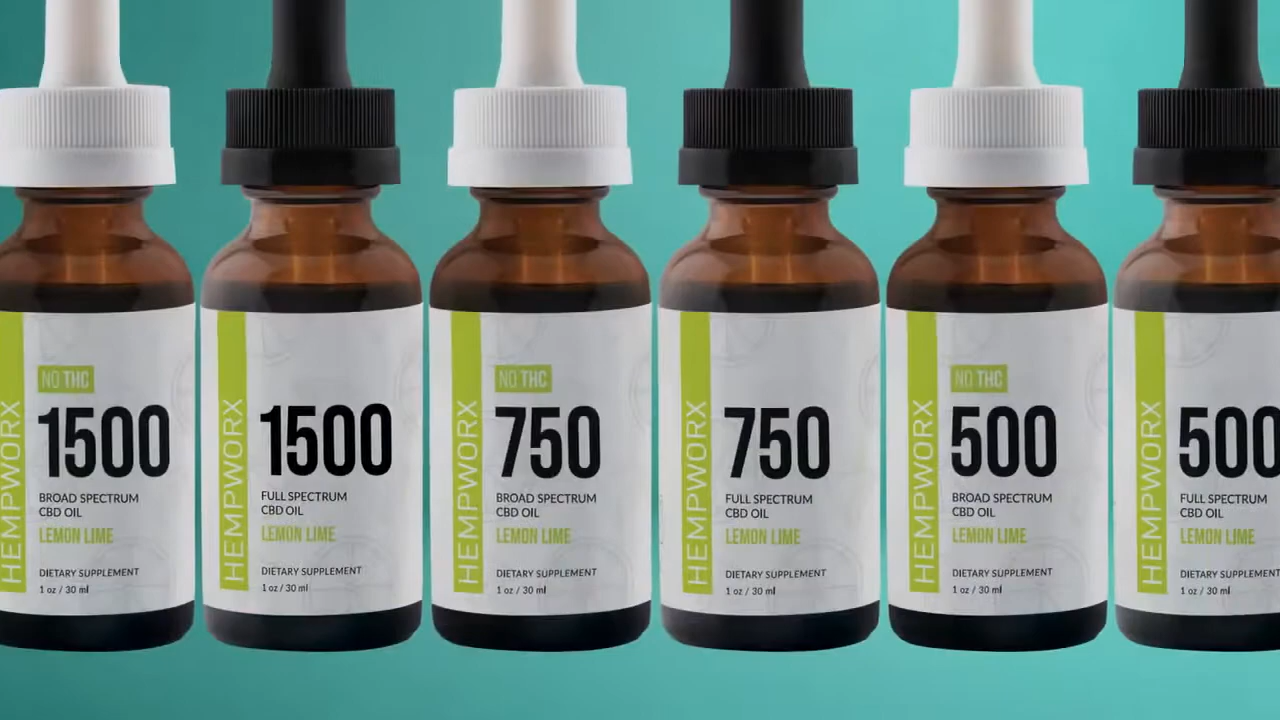 HEMPWORX
NO THC
1500
BROAD SPECTRUM
CBD OIL
LEMON LIME
DIETARY SUPPLEMENT
1 oz / 30 ml
HEMPWORX
1500
FULL SPECTRUM
CBD OIL
LEMON LIME
DIETARY SUPPLEMENT
1 oz / 30 ml
HEMPWORX
NO THC
750
BROAD SPECTRUM
CBD OIL
LEMON LIME
DIETARY SUPPLEMENT
1 oz / 30 ml
HEMPWORX
750
FULL SPECTRUM
CBD OIL
LEMON LIME
DIETARY SUPPLEMENT
1 oz / 30 ml
HEMPWORX
NO THC
500
BROAD SPECTRUM
CBD OIL
LEMON LIME
DIETARY SUPPLEMENT
1 oz / 30 ml
HEMPWORX
500
FULL SPECTRUM
CBD OIL
LEMON LIME
DIETARY SUPPLEMENT
1 oz / 30 ml